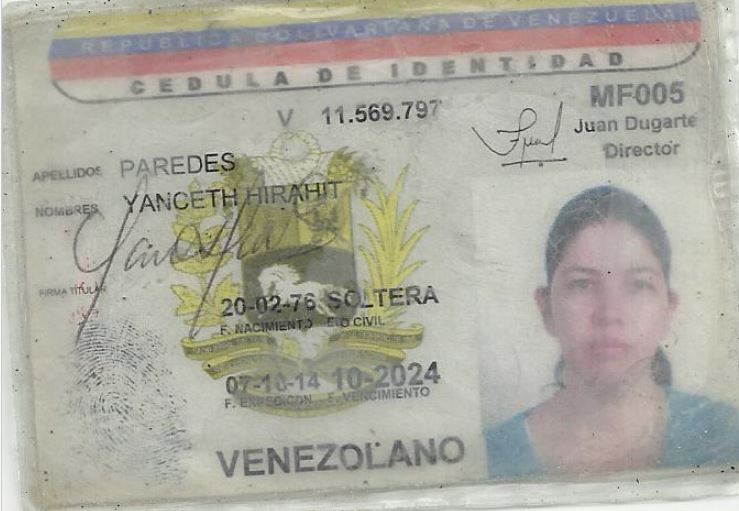 REPUBLICA BOLIVARIANA DE VENEZUELA
CEDULA DE IDENTIDAD
V 11.569.797
MF005
Juan Dugarte
Director
APELLIDOS PAREDES
NOMBRES YANCETH HIRAHIT
FIRMA TITULAR
20-02-76 SOLTERA
F. NACIMIENTO EDO CIVIL
07-10-14 10-2024
F. EXPEDICION F. VENCIMIENTO
VENEZOLANO